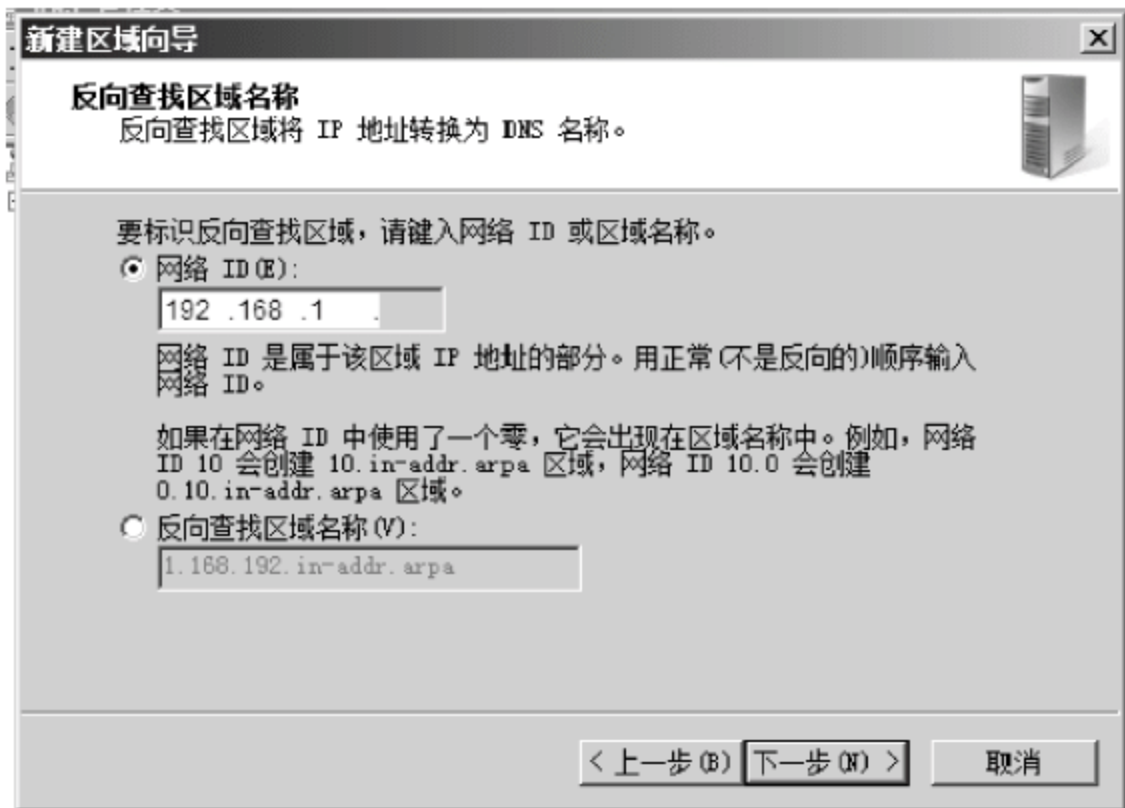 新建区域向导
反向查找区域名称
反向查找区域将 IP 地址转换为 DNS 名称。
要标识反向查找区域，请键入网络 ID 或区域名称。
网络 ID(E):
192 .168 .1 .
网络 ID 是属于该区域 IP 地址的部分。用正常(不是反向的)顺序输入
网络 ID。
如果在网络 ID 中使用了一个零，它会出现在区域名称中。例如，网络
ID 10 会创建 10.in-addr.arpa 区域，网络 ID 10.0 会创建
0.10.in-addr.arpa 区域。
反向查找区域名称(V):
1.168.192.in-addr.arpa
< 上一步(B) 下一步(N) > 取消